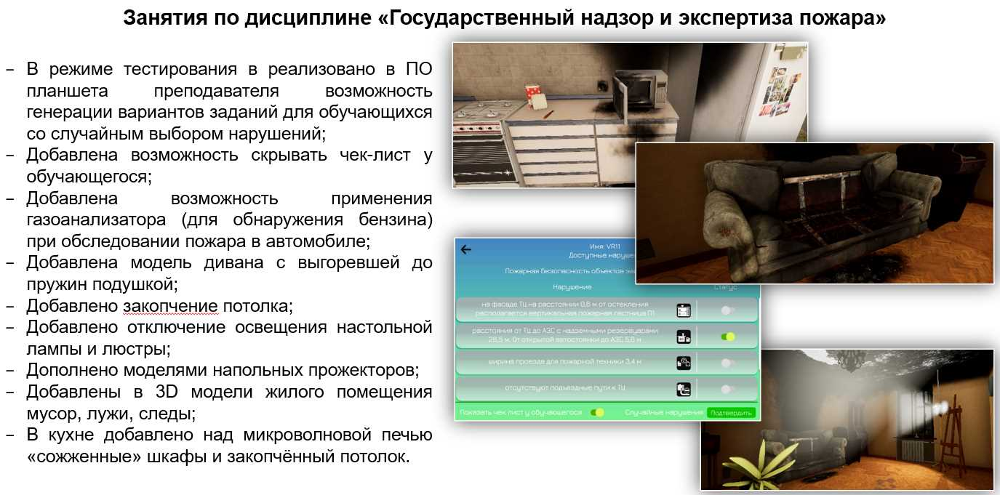 Занятия по дисциплине «Государственный надзор и экспертиза пожара»
– В режиме тестирования в реализовано в ПО
планшета преподавателя возможность
генерации вариантов заданий для обучающихся
со случайным выбором нарушений;
– Добавлена возможность скрывать чек-лист у
обучающегося;
– Добавлена возможность применения
газоанализатора (для обнаружения бензина)
при обследовании пожара в автомобиле;
– Добавлена модель дивана с выгоревшей до
пружин подушкой;
– Добавлено закопчение потолка;
– Добавлено отключение освещения настольной
лампы и люстры;
– Дополнено моделями напольных прожекторов;
– Добавлены в 3D модели жилого помещения
мусор, лужи, следы;
– В кухне добавлено над микроволновой печью
«сожженные» шкафы и закопчённый потолок.
Имя: VR11
Доступные
Пожарная безопасность объектов
Нарушение
Статус
на фасаде ТЦ на расстоянии 0,6 м от остекления
располагается вертикальная пожарная лестница П1
расстояния от ТЦ до АЗС с надземными резервуарами
26,5 м. От открытой автостоянки до АЗС 5,6 м
ширина проезда для пожарной техники 3,4 м
отсутствуют подъездные пути к ТЦ
Показать чек лист у обучающегося
Случайные нарушения
Подтвердить